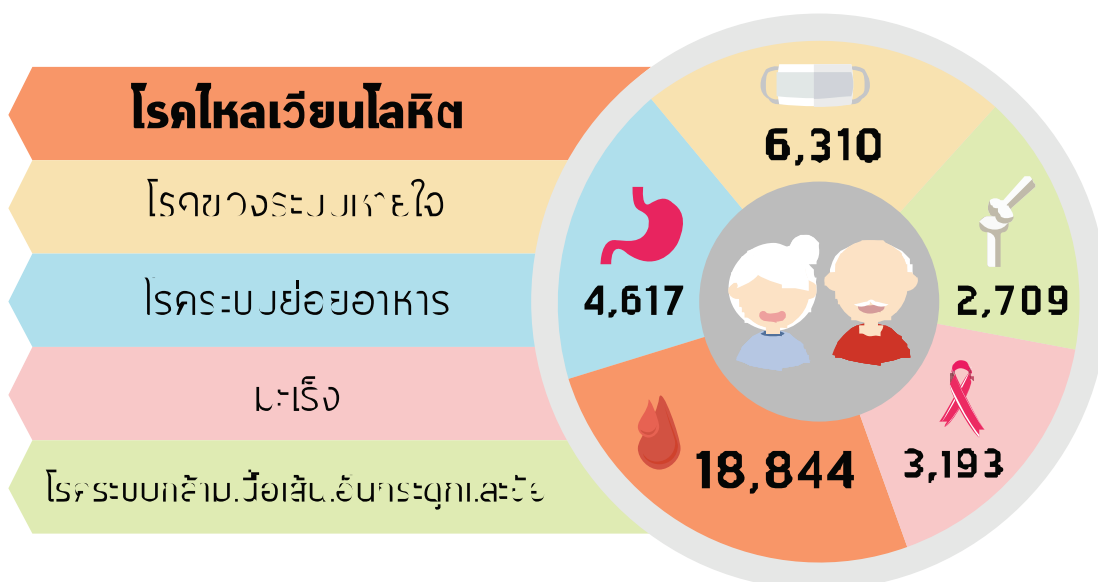 โรคไหลเวียนโลหิต
โรคของระบบหายใจ
โรคระบบย่อยอาหาร
มะเร็ง
โรคระบบกล้ามเนื้อเส้นเอ็นกระดูกและข้อ
6,310
4,617
2,709
18,844
3,193